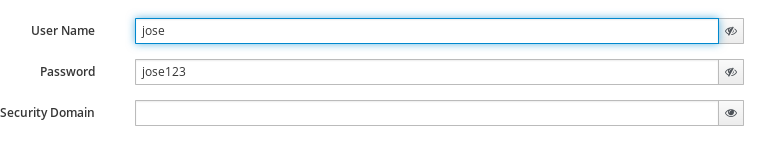 User Name jose
Password jose123
Security Domain